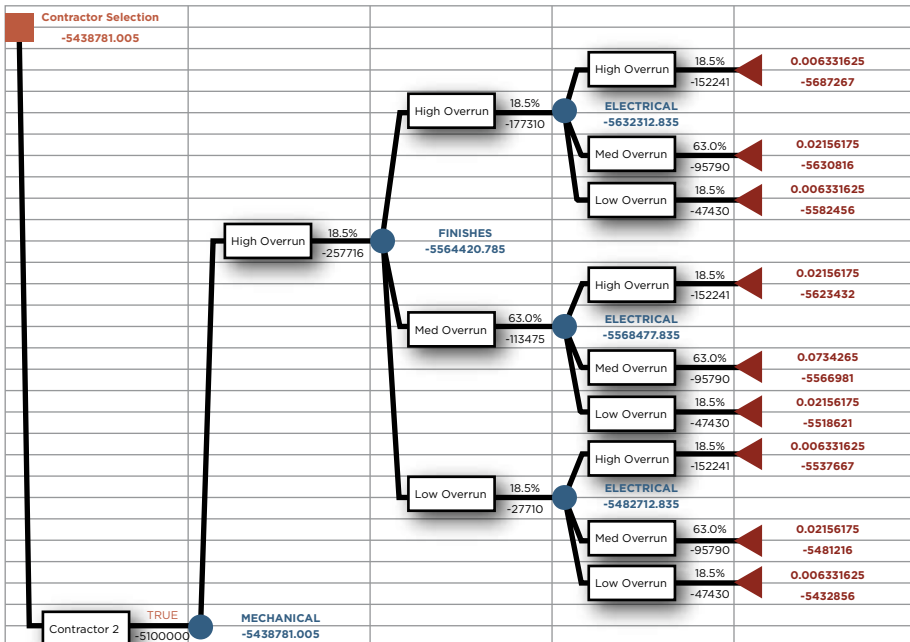 Contractor Selection
-5438781.005
High Overrun
18.5%
-152241
0.006331625
-5687267
High Overrun
18.5%
-177310
ELECTRICAL
-5632312.835
Med Overrun
63.0%
-95790
0.02156175
-5630816
Low Overrun
18.5%
-47430
0.006331625
-5582456
High Overrun
18.5%
-257716
FINISHES
-5564420.785
High Overrun
18.5%
-152241
0.02156175
-5623432
Med Overrun
63.0%
-113475
ELECTRICAL
-5568477.835
Med Overrun
63.0%
-95790
0.0734265
-5566981
Low Overrun
18.5%
-47430
0.02156175
-5518621
High Overrun
18.5%
-152241
0.006331625
-5537667
Low Overrun
18.5%
-27710
ELECTRICAL
-5482712.835
Med Overrun
63.0%
-95790
0.02156175
-5481216
Low Overrun
18.5%
-47430
0.006331625
-5432856
Contractor 2
TRUE
-5100000
MECHANICAL
-5438781.005